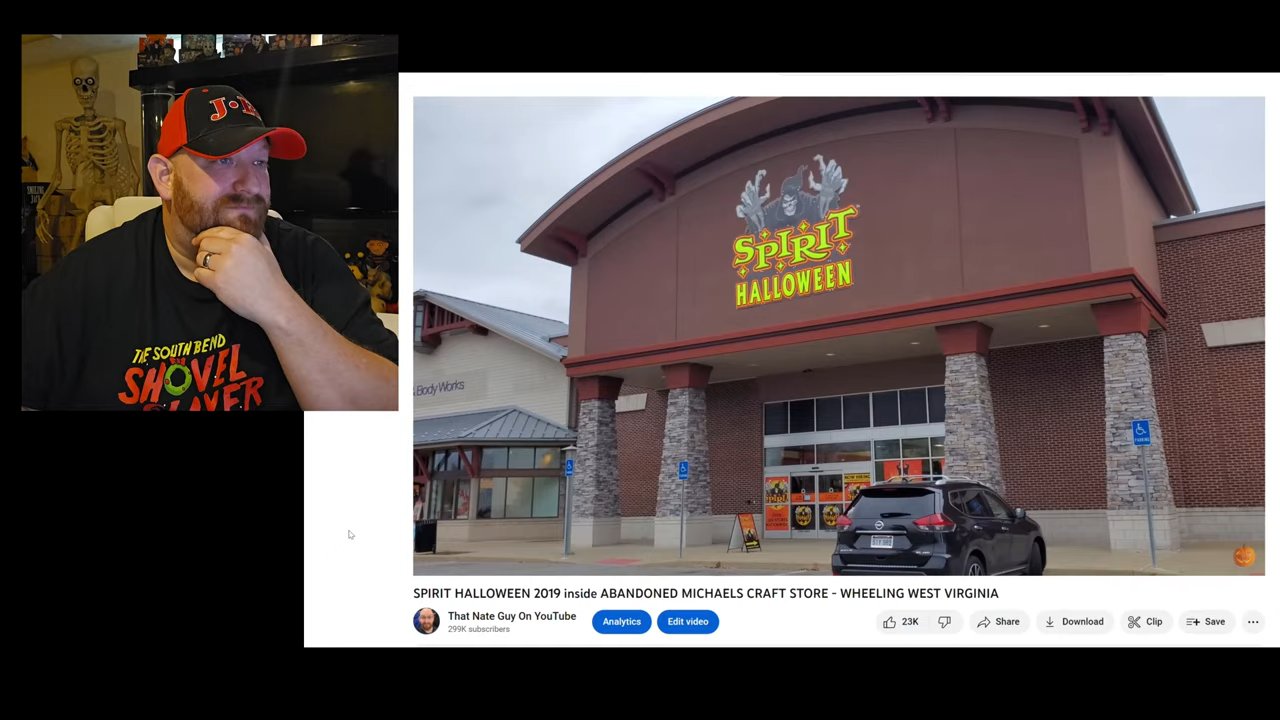 THE SOUTH BEND
SHOVEL
SLAYER
SPIRIT
HALLOWEEN
Body Works
SPIRIT HALLOWEEN 2019 inside ABANDONED MICHAELS CRAFT STORE - WHEELING WEST VIRGINIA
That Nate Guy On YouTube
299K subscribers
Analytics
Edit video
23K
Share
Download
Clip
Save